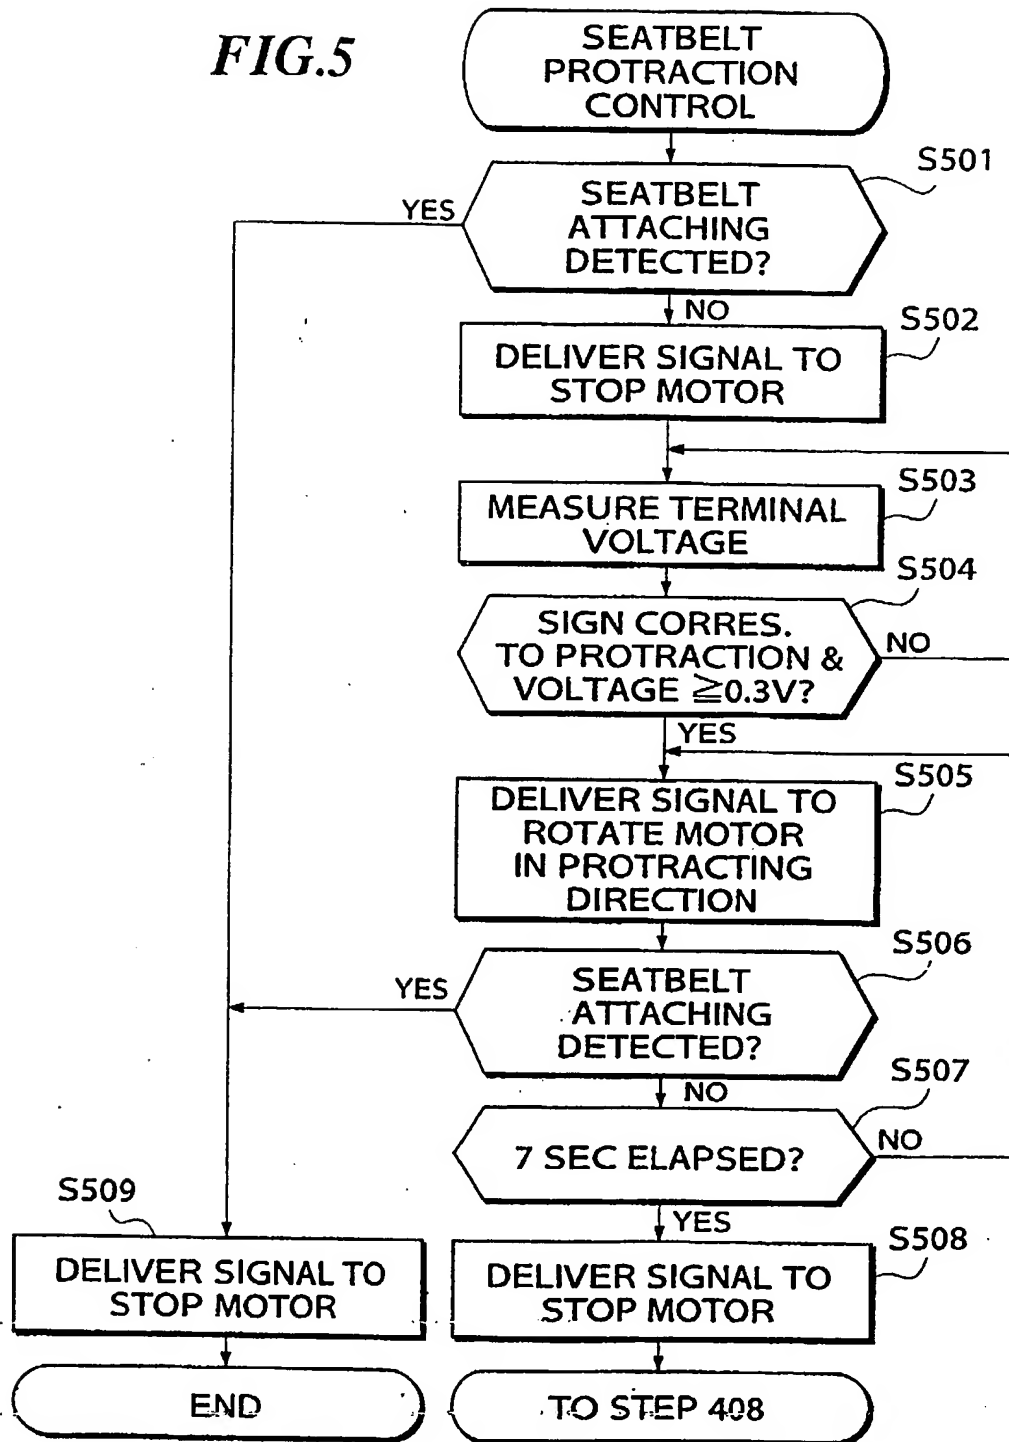 FIG.5
SEATBELT
PROTRACTION
CONTROL
S501
SEATBELT
ATTACHING
DETECTED?
YES
NO
S502
DELIVER SIGNAL TO
STOP MOTOR
S503
MEASURE TERMINAL
VOLTAGE
S504
SIGN CORRES.
TO PROTRACTION &
VOLTAGE ≧0.3V?
NO
YES
S505
DELIVER SIGNAL TO
ROTATE MOTOR
IN PROTRACTING
DIRECTION
S506
SEATBELT
ATTACHING
DETECTED?
YES
NO
S507
7 SEC ELAPSED?
NO
YES
S509
DELIVER SIGNAL TO
STOP MOTOR
S508
DELIVER SIGNAL TO
STOP MOTOR
END
TO STEP 408